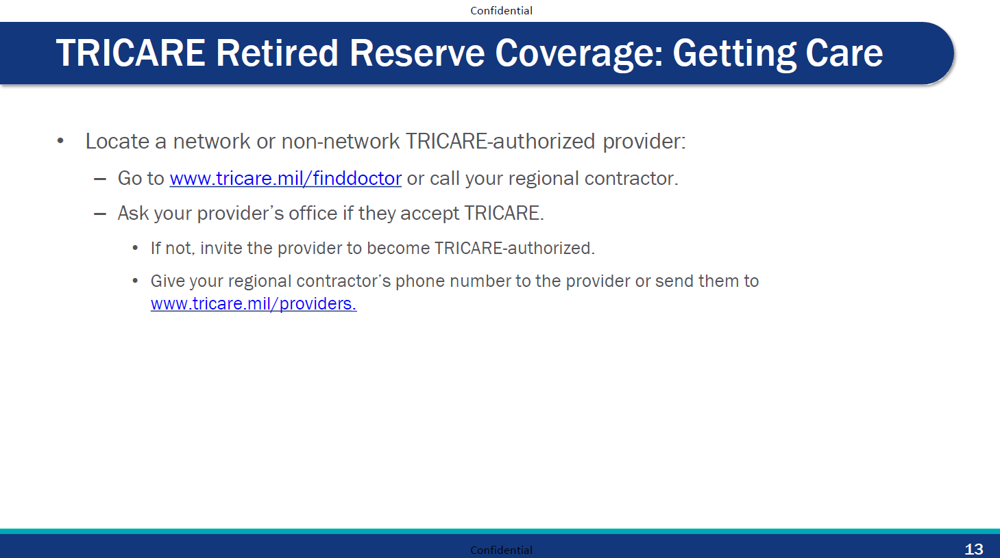 Confidential
TRICARE Retired Reserve Coverage: Getting Care
• Locate a network or non-network TRICARE-authorized provider:
– Go to www.tricare.mil/finddoctor or call your regional contractor.
– Ask your provider’s office if they accept TRICARE.
• If not, invite the provider to become TRICARE-authorized.
• Give your regional contractor’s phone number to the provider or send them to
www.tricare.mil/providers.
Confidential
13